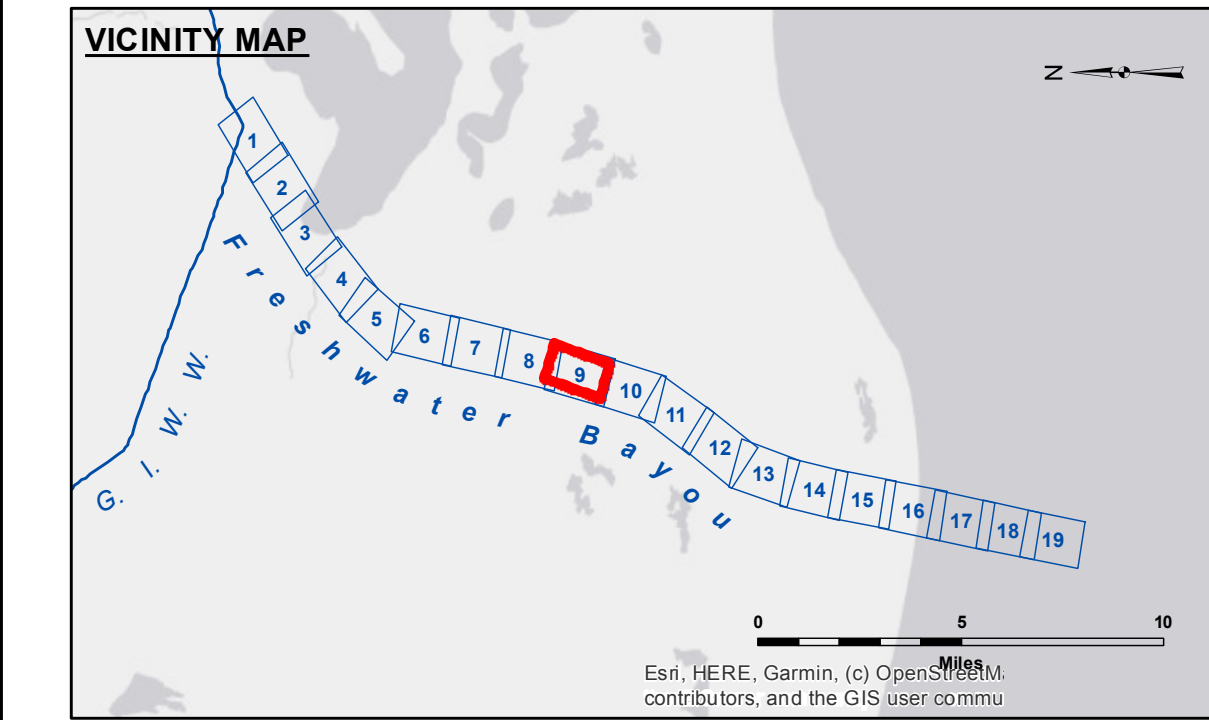 VICINITY MAP
N
1
2
3
4
5
6
7
8
9
10
11
12
13
14
15
16
17
18
19
Freshwater Bayou
G. I. W. W.
0 5 10
Miles
Esri, HERE, Garmin, (c) OpenStreetM
contributors, and the GIS user commu